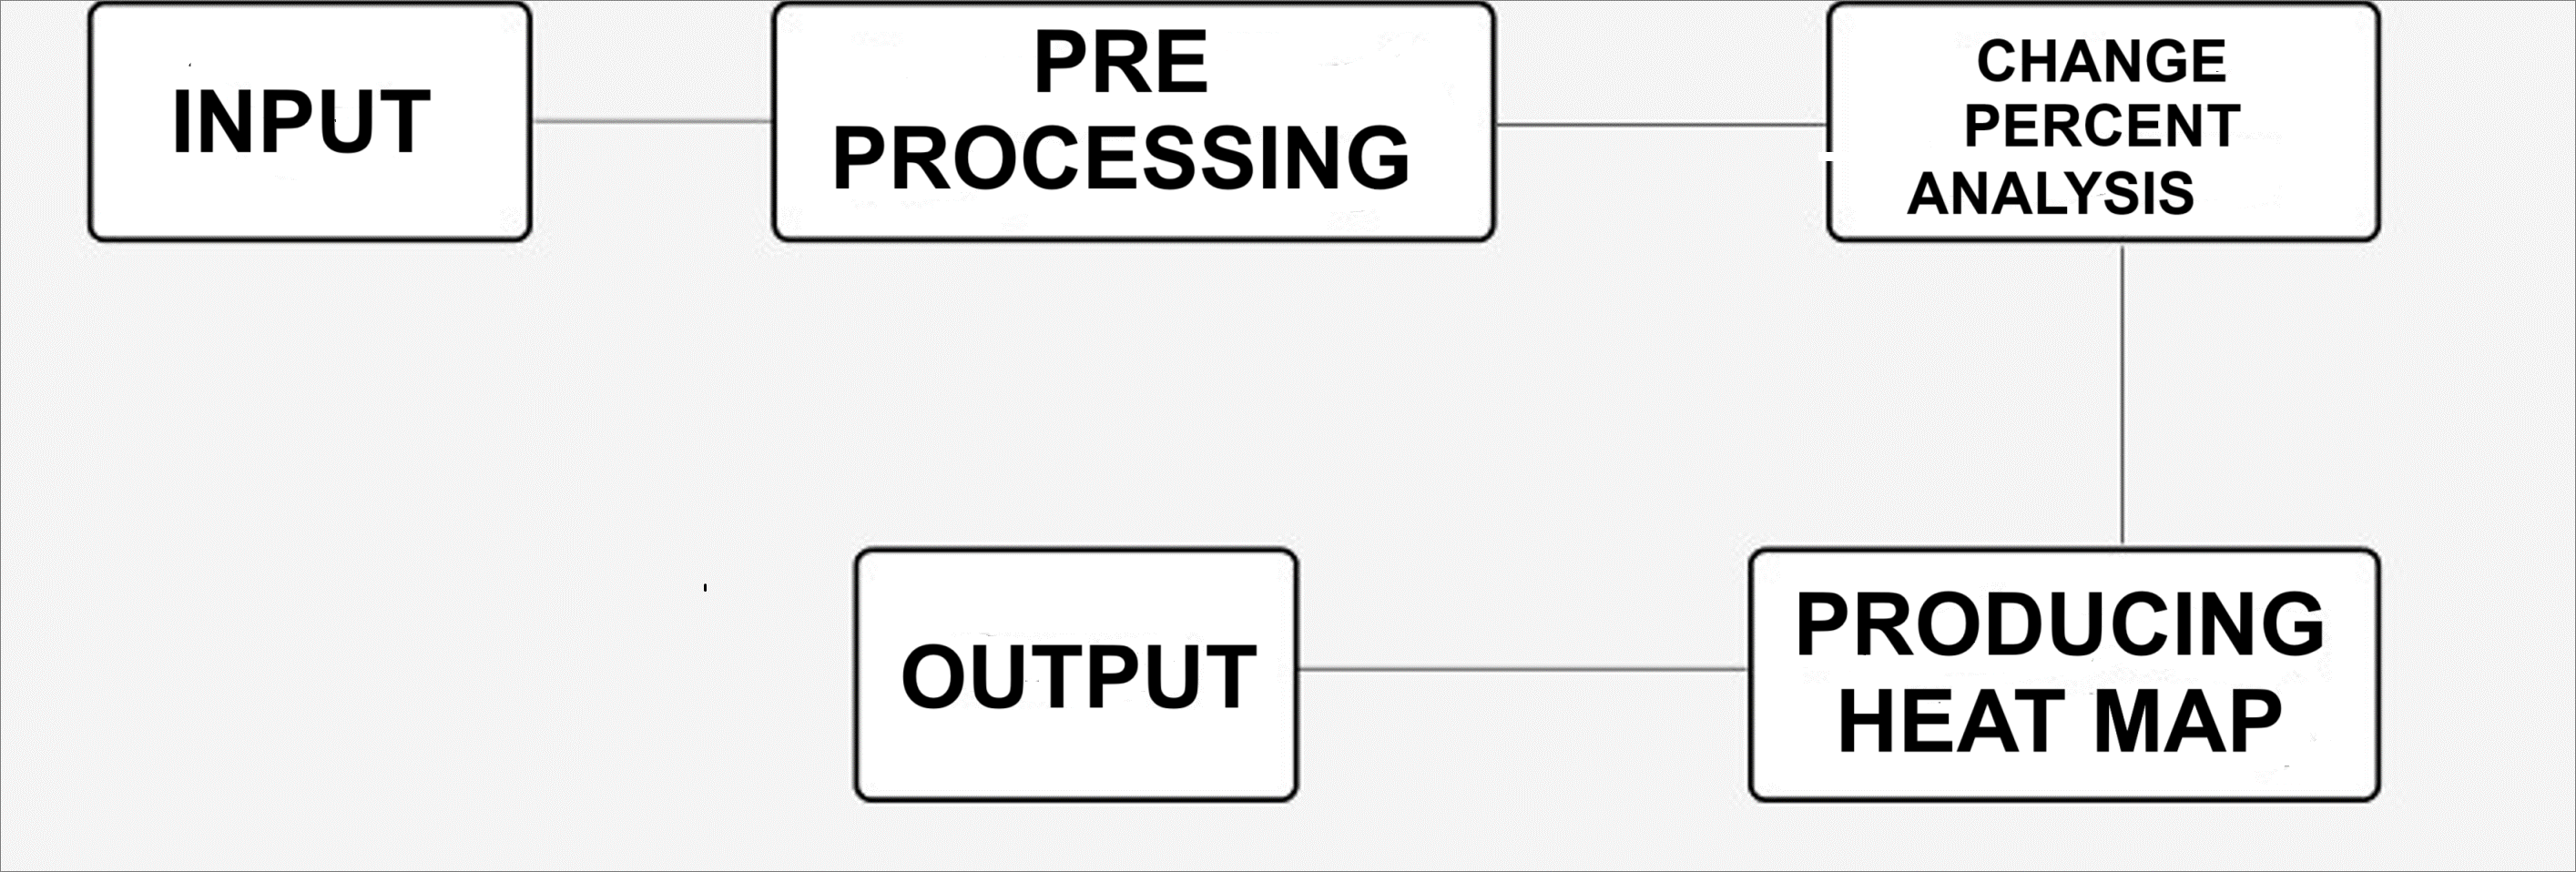 INPUT
PRE
PROCESSING
CHANGE
PERCENT
ANALYSIS
PRODUCING
HEAT MAP
OUTPUT